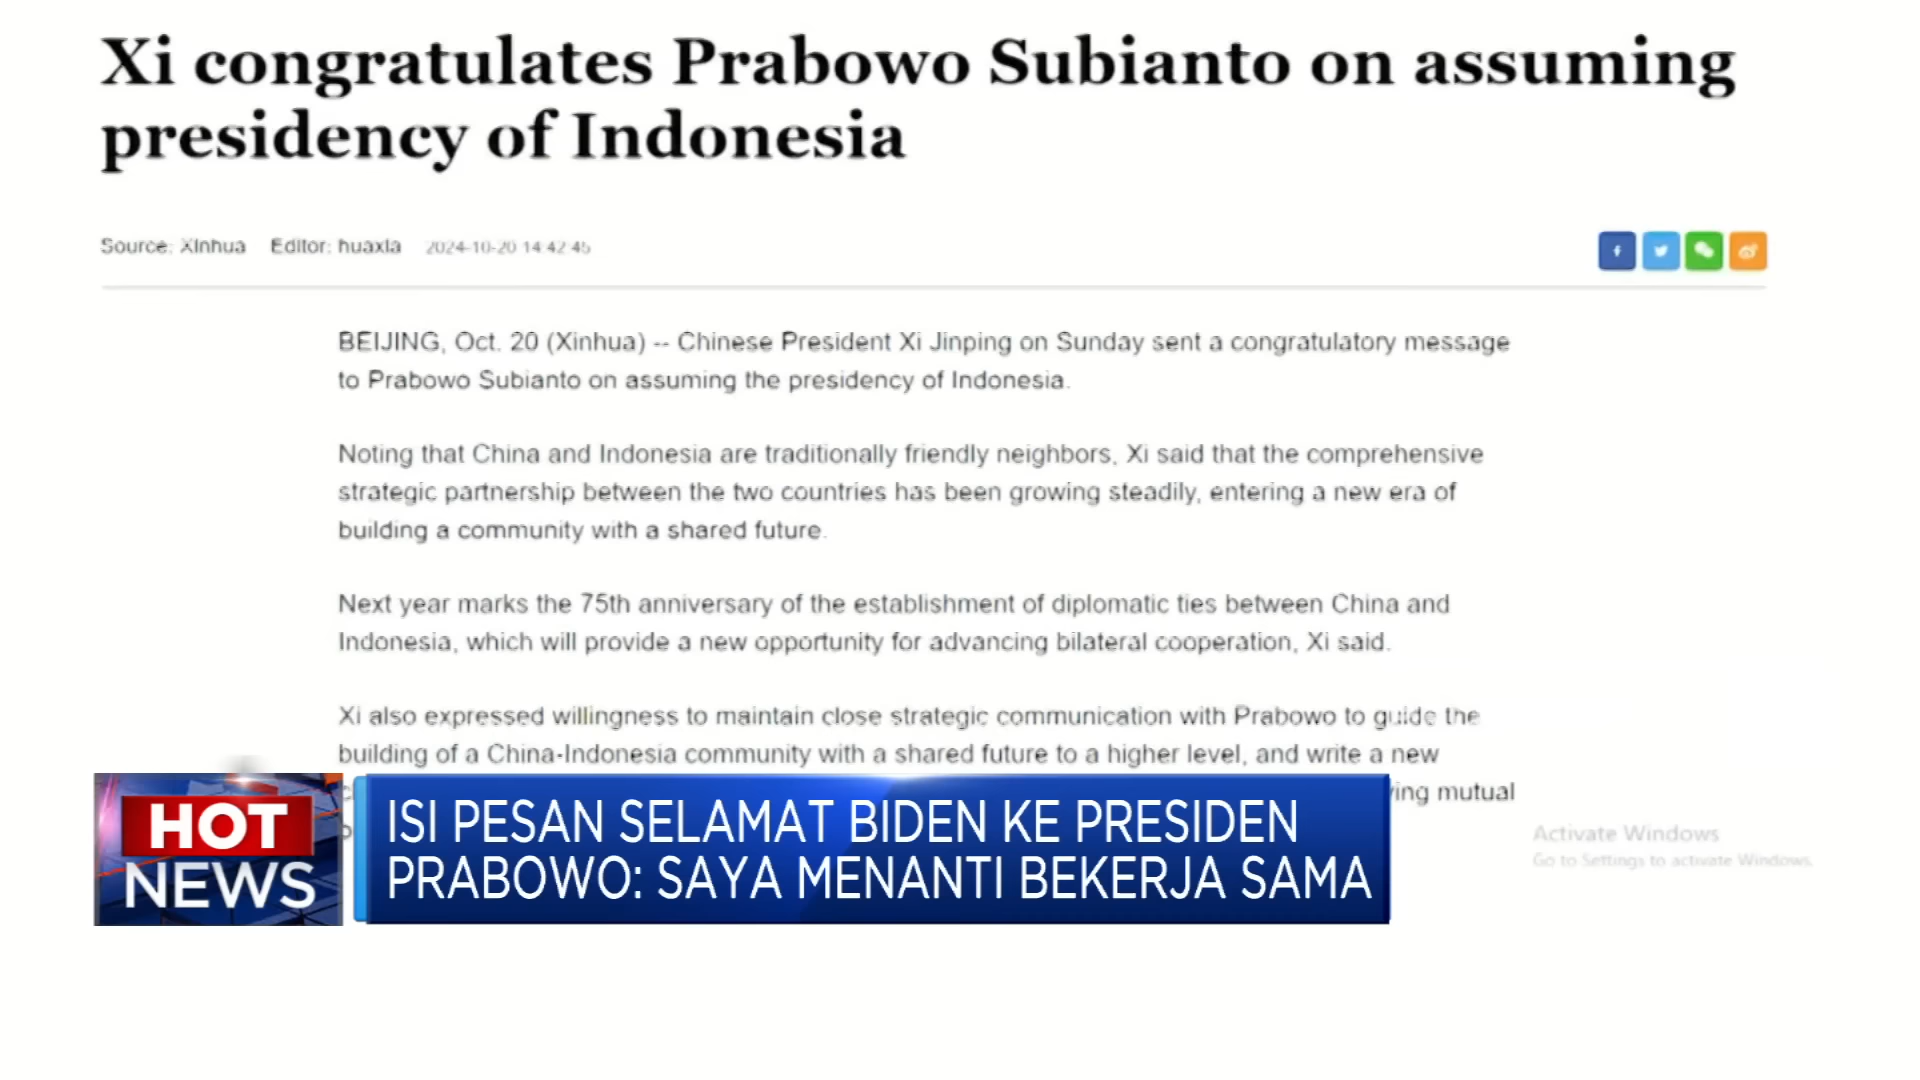 Xi congratulates Prabowo Subianto on assuming
presidency of Indonesia
Source: Xinhua Editor: huaxia 2024-10-20 14:42:45
BEIJING, Oct. 20 (Xinhua) -- Chinese President Xi Jinping on Sunday sent a congratulatory message
to Prabowo Subianto on assuming the presidency of Indonesia.
Noting that China and Indonesia are traditionally friendly neighbors, Xi said that the comprehensive
strategic partnership between the two countries has been growing steadily, entering a new era of
building a community with a shared future.
Next year marks the 75th anniversary of the establishment of diplomatic ties between China and
Indonesia, which will provide a new opportunity for advancing bilateral cooperation, Xi said.
Xi also expressed willingness to maintain close strategic communication with Prabowo to guide the
building of a China-Indonesia community with a shared future to a higher level, and write a new
mutual
HOT
NEWS
ISI PESAN SELAMAT BIDEN KE PRESIDEN
PRABOWO: SAYA MENANTI BEKERJA SAMA
Activate Windows
Go to Settings to activate Windows.